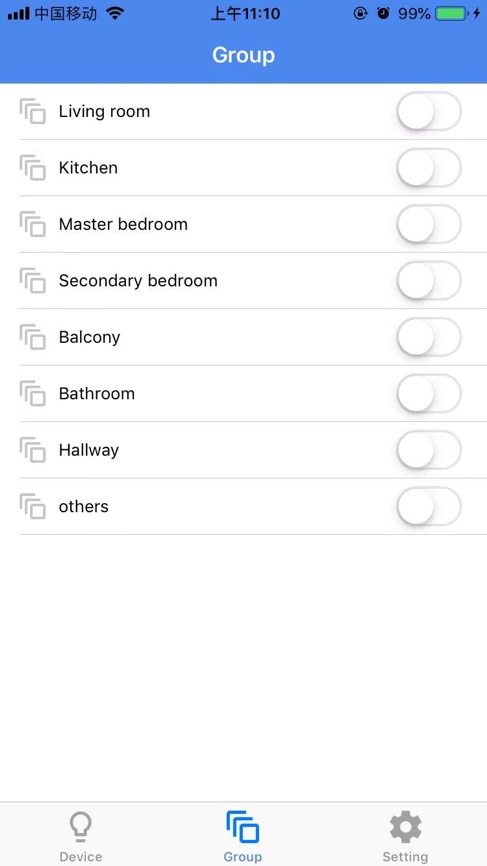 中国移动 上午11:10 99%
Group
Living room
Kitchen
Master bedroom
Secondary bedroom
Balcony
Bathroom
Hallway
others
Device Group Setting